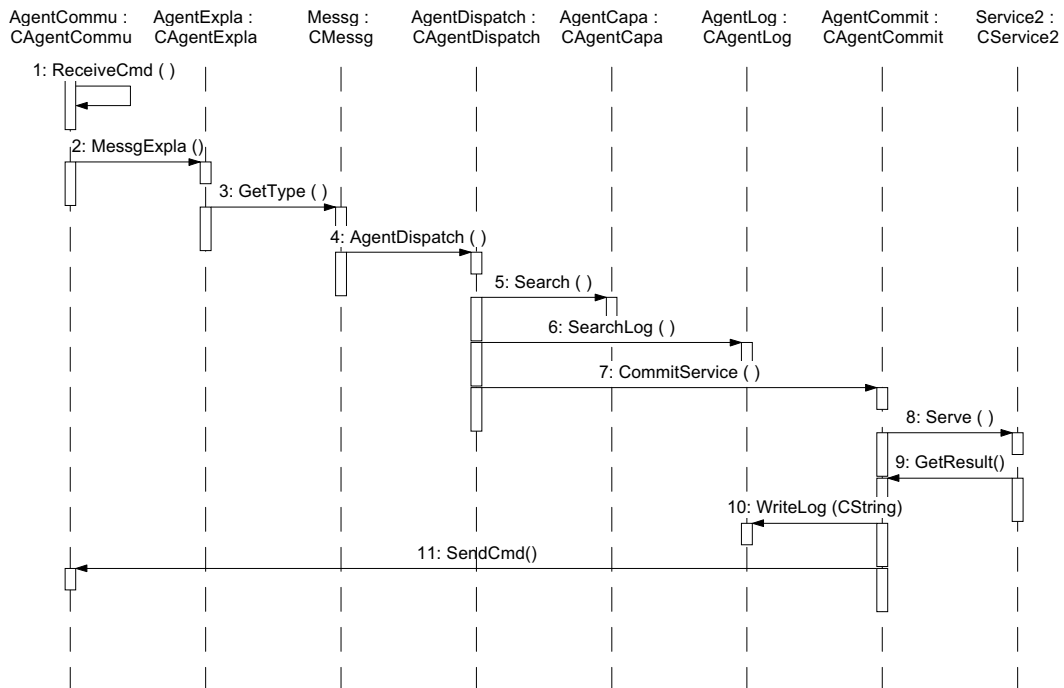 AgentCommu :
CAgentCommu
AgentExpla :
CAgentExpla
Messg :
CMessg
AgentDispatch :
CAgentDispatch
AgentCapa :
CAgentCapa
AgentLog :
CAgentLog
AgentCommit :
CAgentCommit
Service2 :
CService2
1: ReceiveCmd ( )
2: MessgExpla ()
3: GetType ( )
4: AgentDispatch ( )
5: Search ( )
6: SearchLog ( )
7: CommitService ( )
8: Serve ( )
9: GetResult()
10: WriteLog (CString)
11: SendCmd()